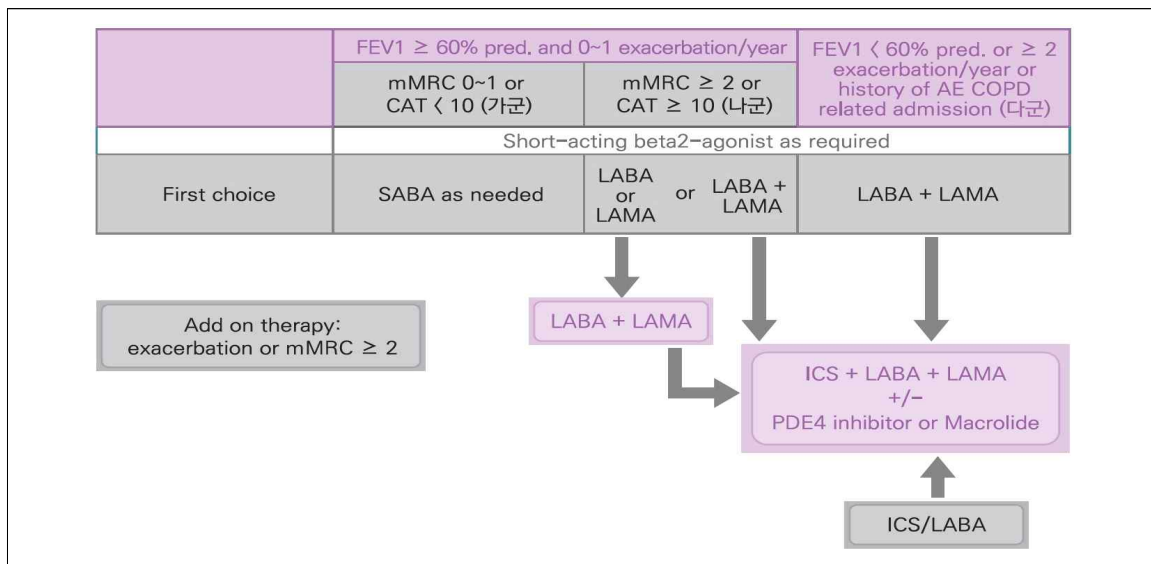 FEV1 ≥ 60% pred. and 0~1 exacerbation/year
mMRC 0~1 or
CAT < 10 (가군)
mMRC ≥ 2 or
CAT ≥ 10 (나군)
FEV1 < 60% pred. or ≥ 2
exacerbation/year or
history of AE COPD
related admission (다군)
Short-acting beta2-agonist as required
First choice
SABA as needed
LABA
or
LAMA
or
LABA +
LAMA
LABA + LAMA
Add on therapy:
exacerbation or mMRC ≥ 2
LABA + LAMA
ICS + LABA + LAMA
+/-
PDE4 inhibitor or Macrolide
ICS/LABA